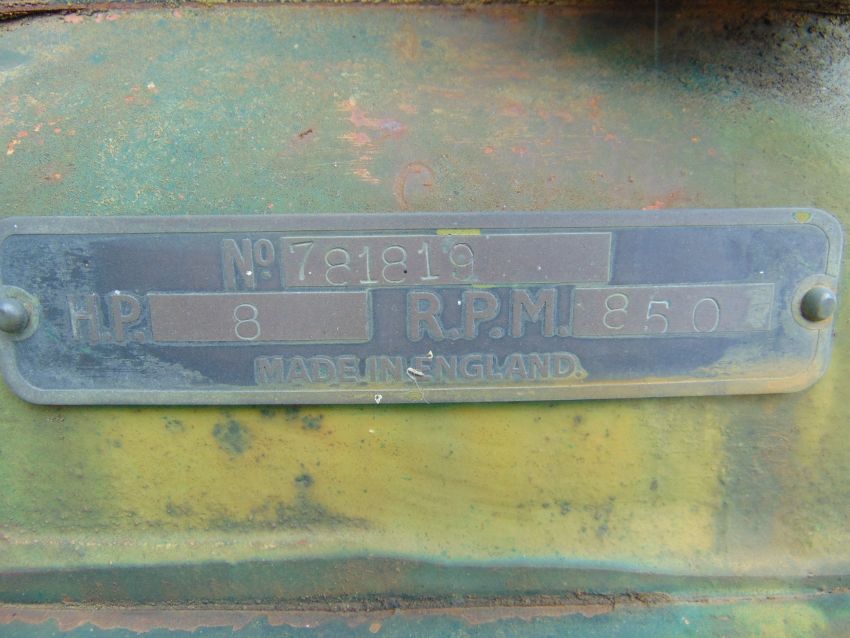 Nº 781819
H.P. 8 R.P.M. 850
MADE IN ENGLAND.